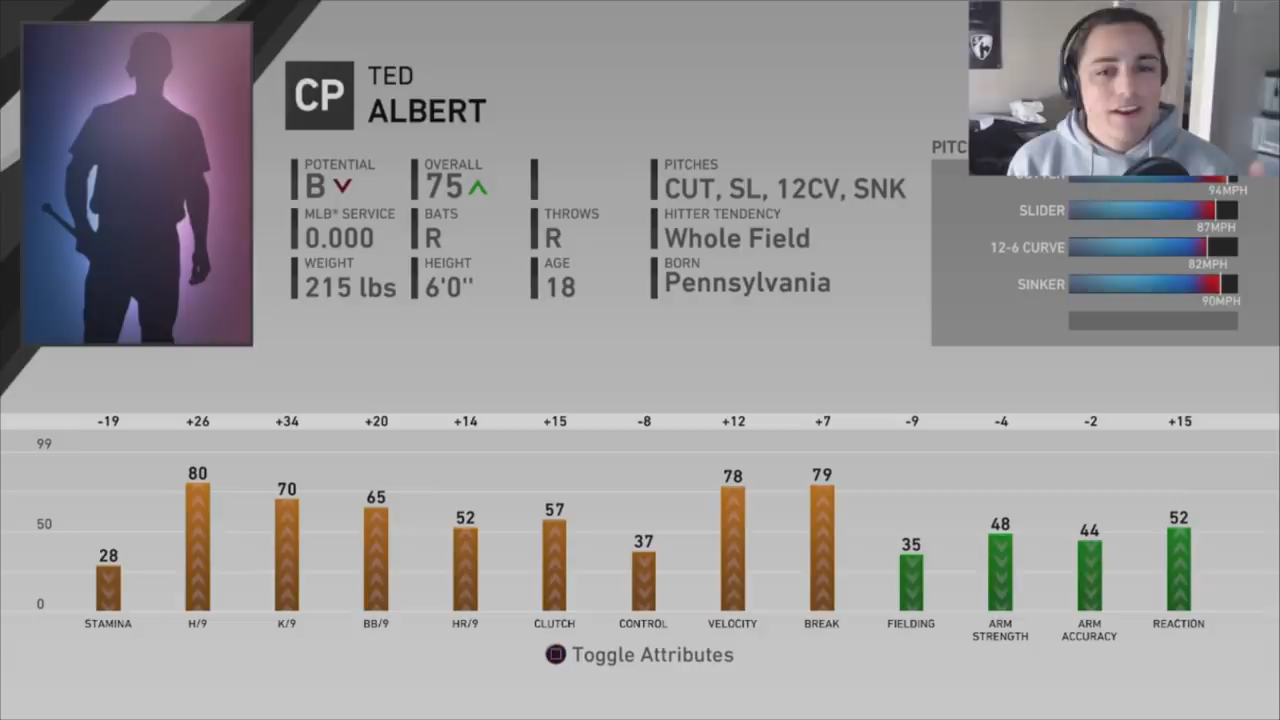 CP
TED
ALBERT
POTENTIAL
B
OVERALL
75
PITCHES
CUT, SL, 12CV, SNK
MLB® SERVICE
0.000
BATS
R
THROWS
R
HITTER TENDENCY
Whole Field
WEIGHT
215 lbs
HEIGHT
6'0"
AGE
18
BORN
Pennsylvania
94MPH
SLIDER
87MPH
12-6 CURVE
82MPH
SINKER
90MPH
-19 +26 +34 +20 +14 +15 -8 +12 +7 -9 -4 -2 +15
99
50
0
28 80 70 65 52 57 37 78 79 35 48 44 52
STAMINA H/9 K/9 BB/9 HR/9 CLUTCH CONTROL VELOCITY BREAK FIELDING ARM STRENGTH ARM ACCURACY REACTION
Toggle Attributes